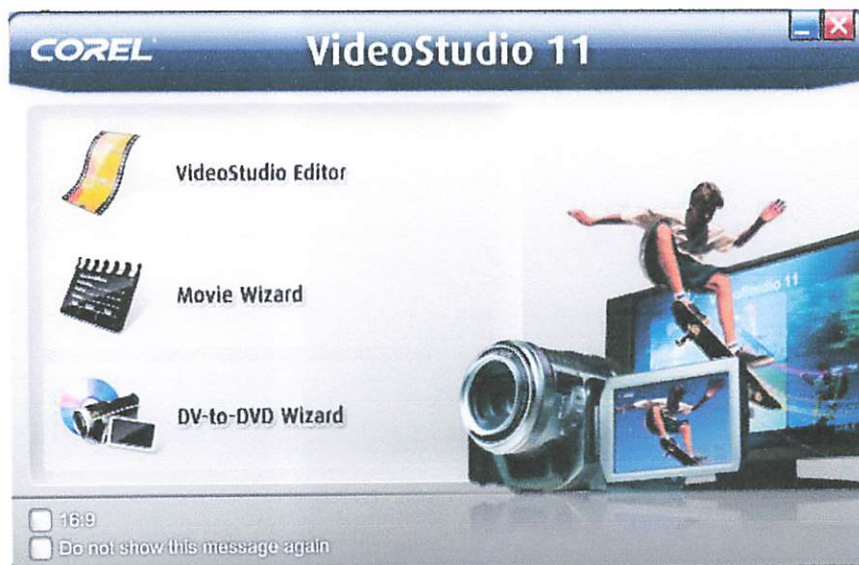 COREL
VideoStudio 11
VideoStudio Editor
Movie Wizard
DV-to-DVD Wizard
16:9
Do not show this message again